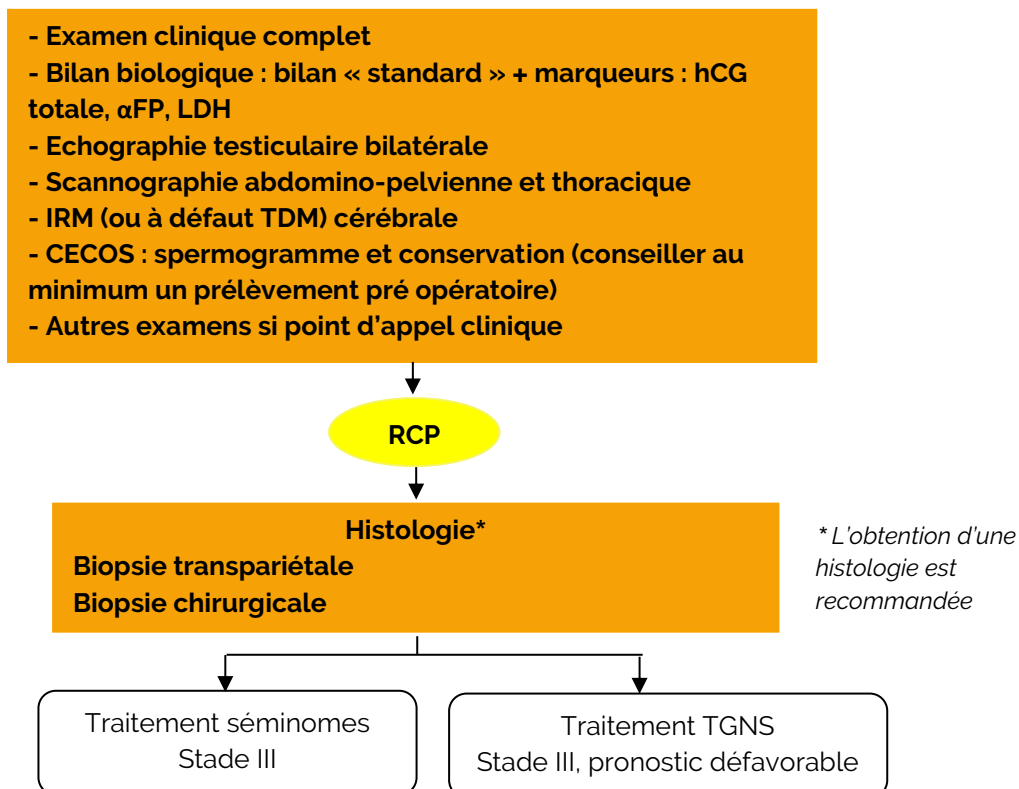 - Examen clinique complet
- Bilan biologique : bilan « standard » + marqueurs : hCG
totale, αFP, LDH
- Echographie testiculaire bilatérale
- Scannographie abdomino-pelvienne et thoracique
- IRM (ou à défaut TDM) cérébrale
- CECOS : spermogramme et conservation (conseiller au
minimum un prélèvement pré opératoire)
- Autres examens si point d'appel clinique
RCP
Histologie*
Biopsie transpariétale
Biopsie chirurgicale
* L'obtention d'une
histologie est
recommandée
Traitement séminomes
Stade III
Traitement TGNS
Stade III, pronostic défavorable